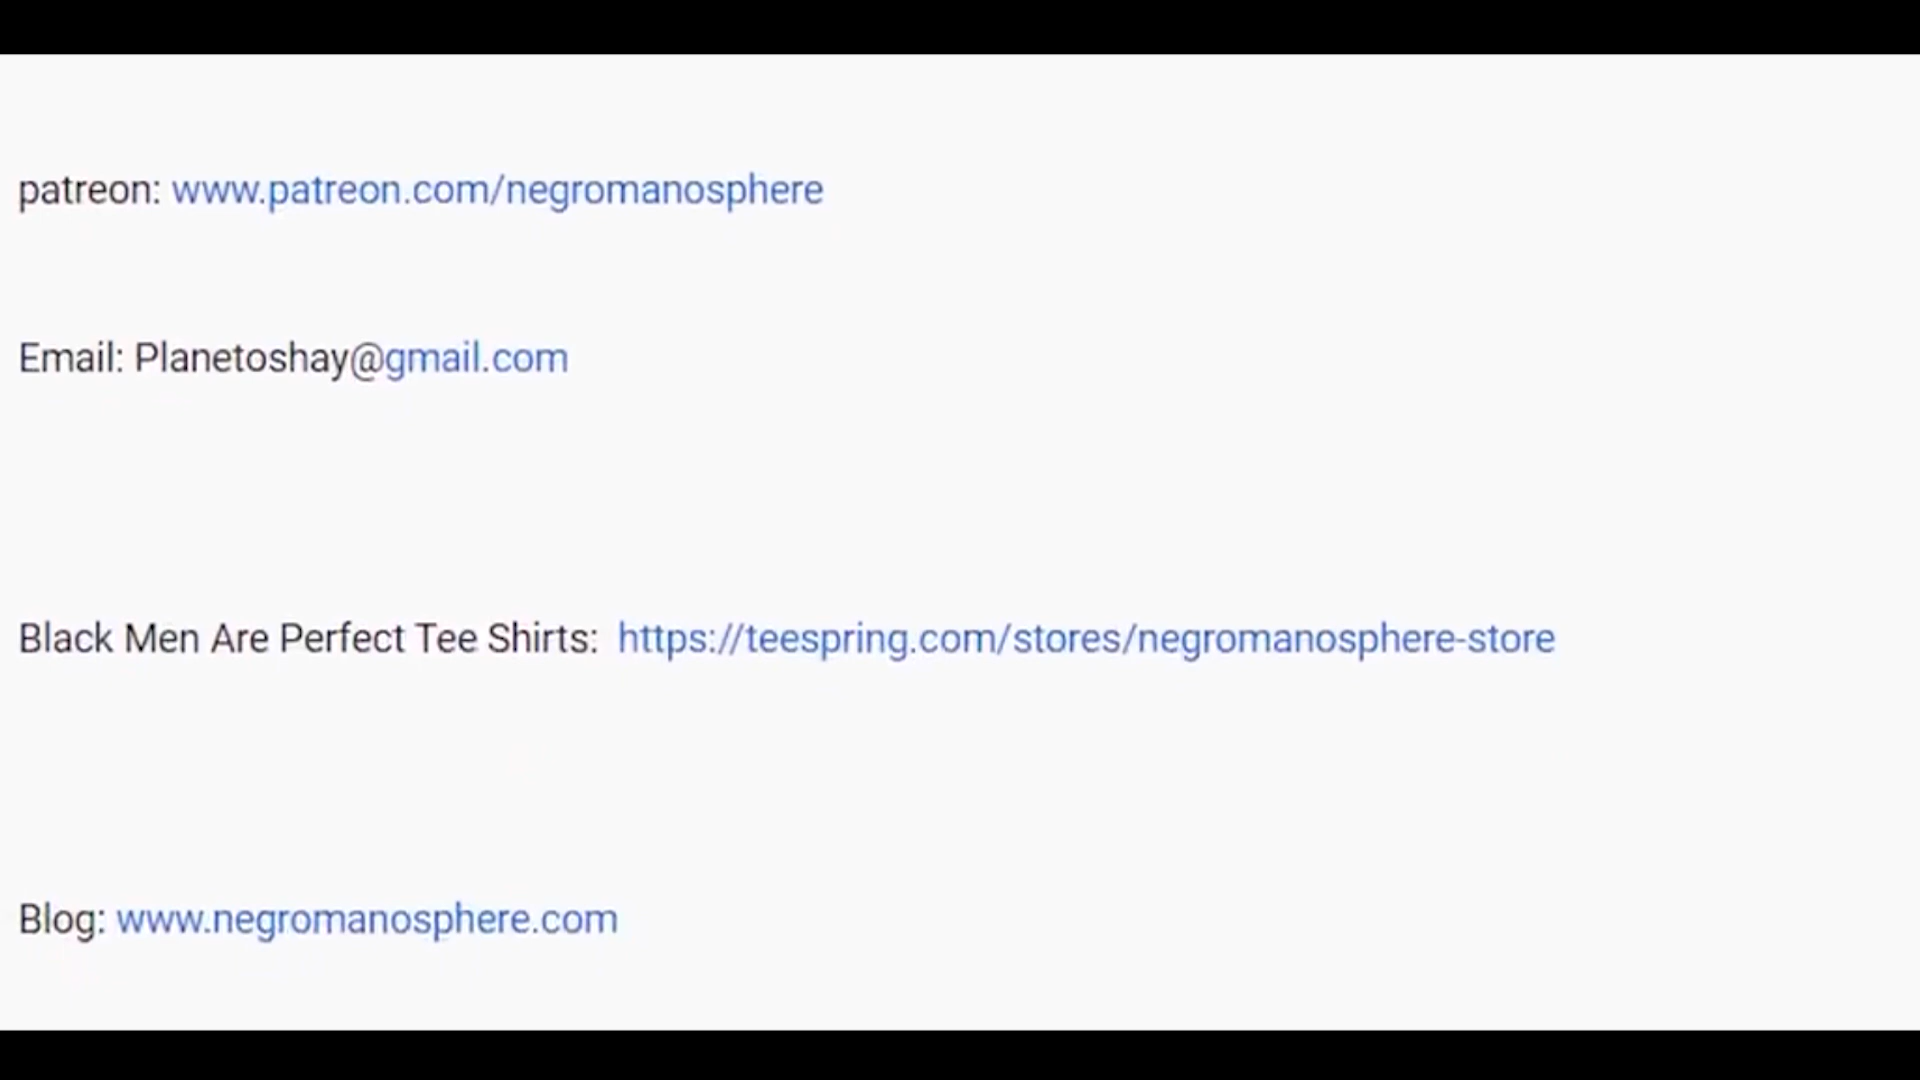 patreon: www.patreon.com/negromanosphere
Email: Planetoshay@gmail.com
Black Men Are Perfect Tee Shirts: https://teespring.com/stores/negromanosphere-store
Blog: www.negromanosphere.com